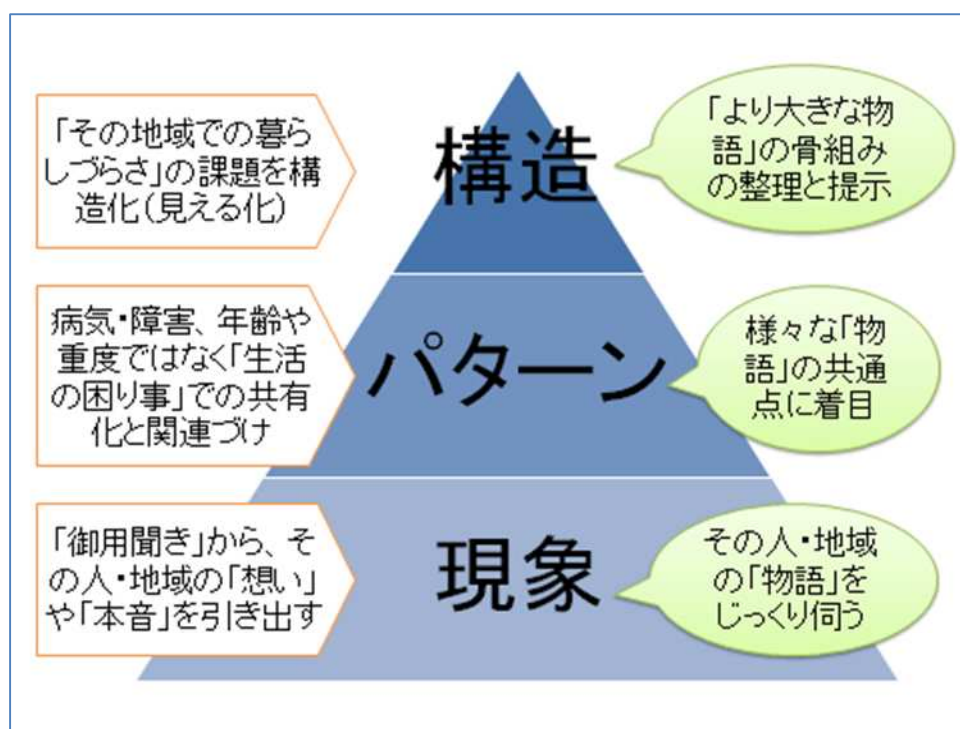 「その地域での暮ら
しづらさ」の課題を構
造化(見える化)
構造
「より大きな物
語」の骨組み
の整理と提示
病気・障害、年齢や
重度ではなく「生活
の困り事」での共有
化と関連づけ
パターン
様々な「物
語」の共通
点に着目
「御用聞き」から、そ
の人・地域の「想い」
や「本音」を引き出す
現象
その人・地域
の「物語」を
じっくり伺う